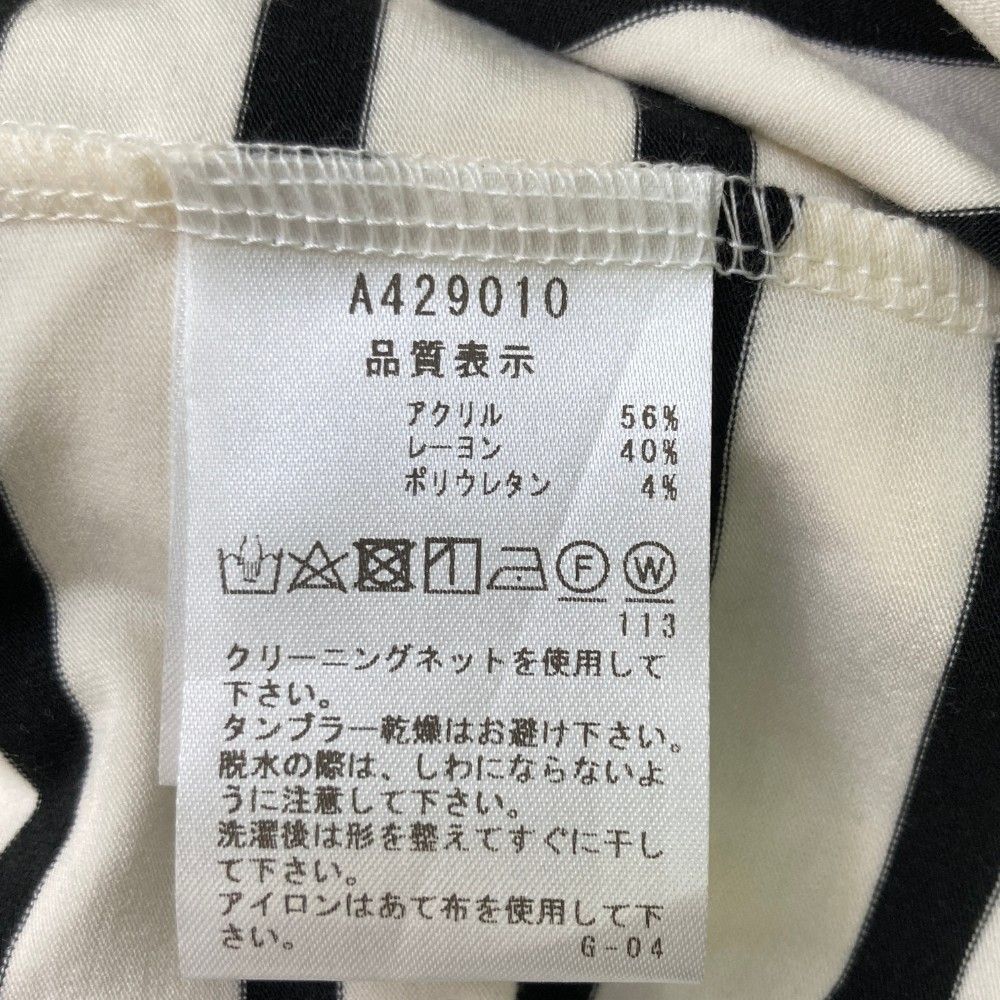 A429010
品質表示
アクリル 56%
レーヨン 40%
ポリウレタン 4%
F W
113
クリーニングネットを使用して
下さい。
タンブラー乾燥はお避け下さい。
脱水の際は、しわにならないよ
うに注意して下さい。
洗濯後は形を整えてすぐに干し
て下さい。
アイロンはあて布を使用して下
さい。 G-04